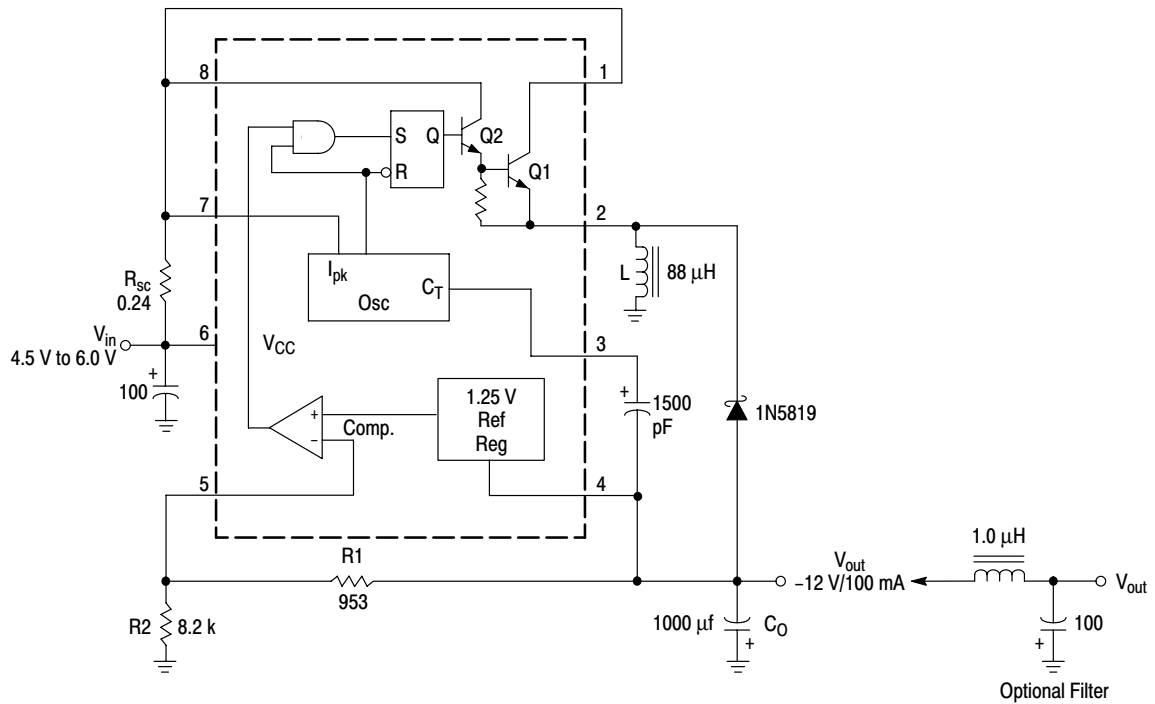 8
1
S Q
Q2
R
Q1
7
2
I_pk
C_T
Osc
L 88 μH
R_sc
0.24
V_in
4.5 V to 6.0 V
6
V_CC
3
+
100
1.25 V
Ref
Reg
+
1500
pF
1N5819
+
−
Comp.
5
4
R1
953
1.0 μH
V_out
–12 V/100 mA
V_out
R2 8.2 k
1000 μf
C_O
+
100
+
Optional Filter